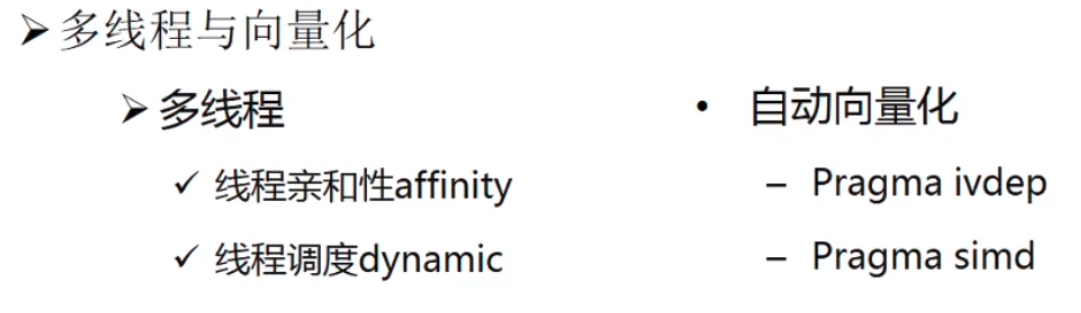 ➢多线程与向量化
➢多线程
✓ 线程亲和性affinity
✓ 线程调度dynamic
• 自动向量化
– Pragma ivdep
– Pragma simd